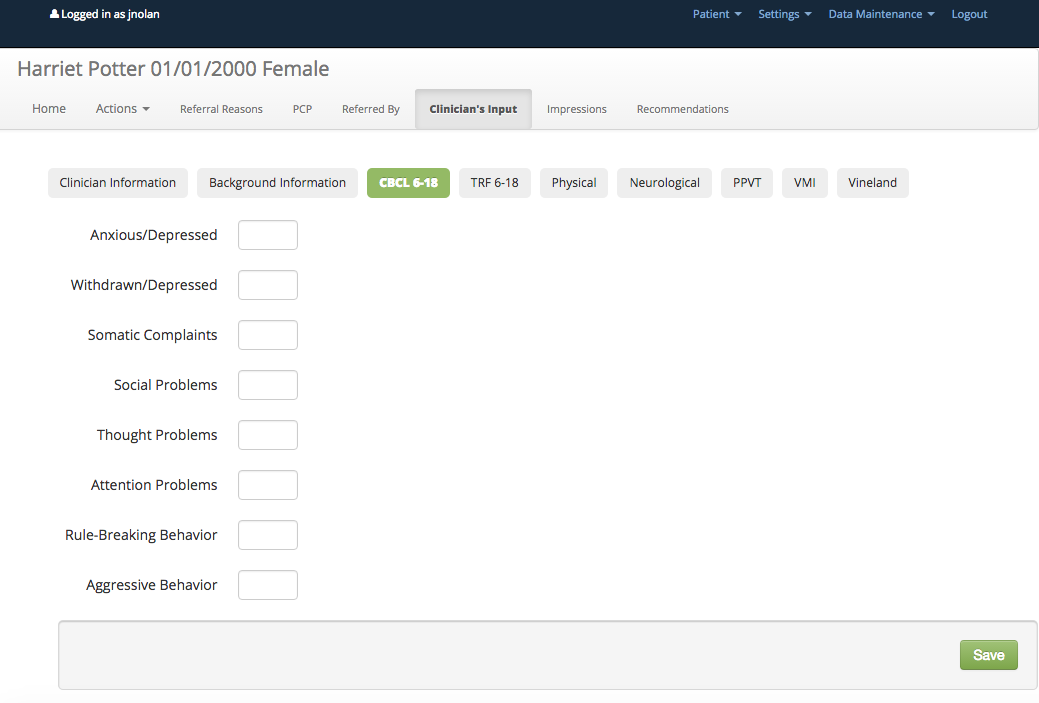 Logged in as jnolan Patient Settings Data Maintenance Logout
Harriet Potter 01/01/2000 Female
Home Actions Referral Reasons PCP Referred By Clinician's Input Impressions Recommendations
Clinician Information Background Information CBCL 6-18 TRF 6-18 Physical Neurological PPVT VMI Vineland
Anxious/Depressed
Withdrawn/Depressed
Somatic Complaints
Social Problems
Thought Problems
Attention Problems
Rule-Breaking Behavior
Aggressive Behavior
Save